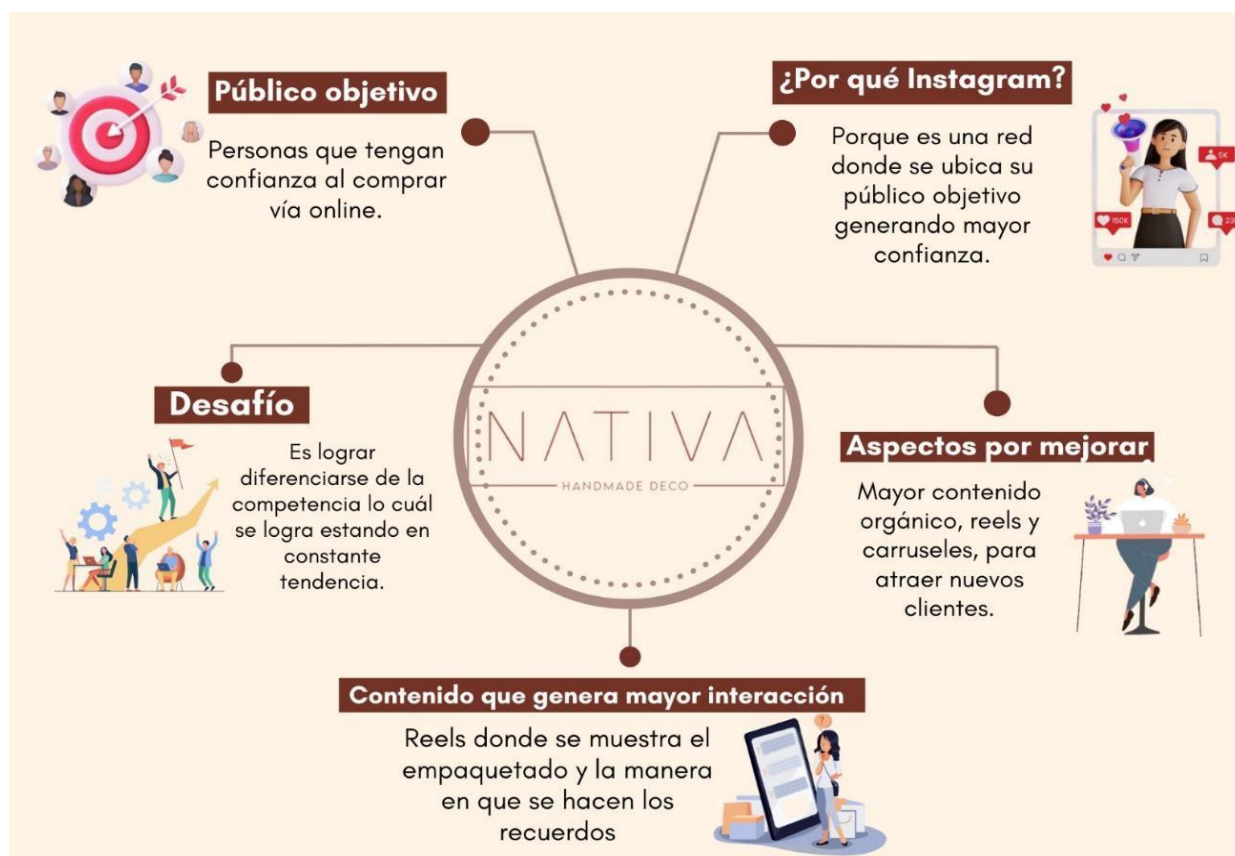 Público objetivo
Personas que tengan
confianza al comprar
vía online.
¿Por qué Instagram?
Porque es una red
donde se ubica su
público objetivo
generando mayor
confianza.
5K
150K
23K
Desafío
Es lograr
diferenciarse de la
competencia lo cuál
se logra estando en
constante
tendencia.
NATIVA
HANDMADE DECO
Aspectos por mejorar
Mayor contenido
orgánico, reels y
carruseles, para
atraer nuevos
clientes.
Contenido que genera mayor interacción
Reels donde se muestra el
empaquetado y la manera
en que se hacen los
recuerdos
?